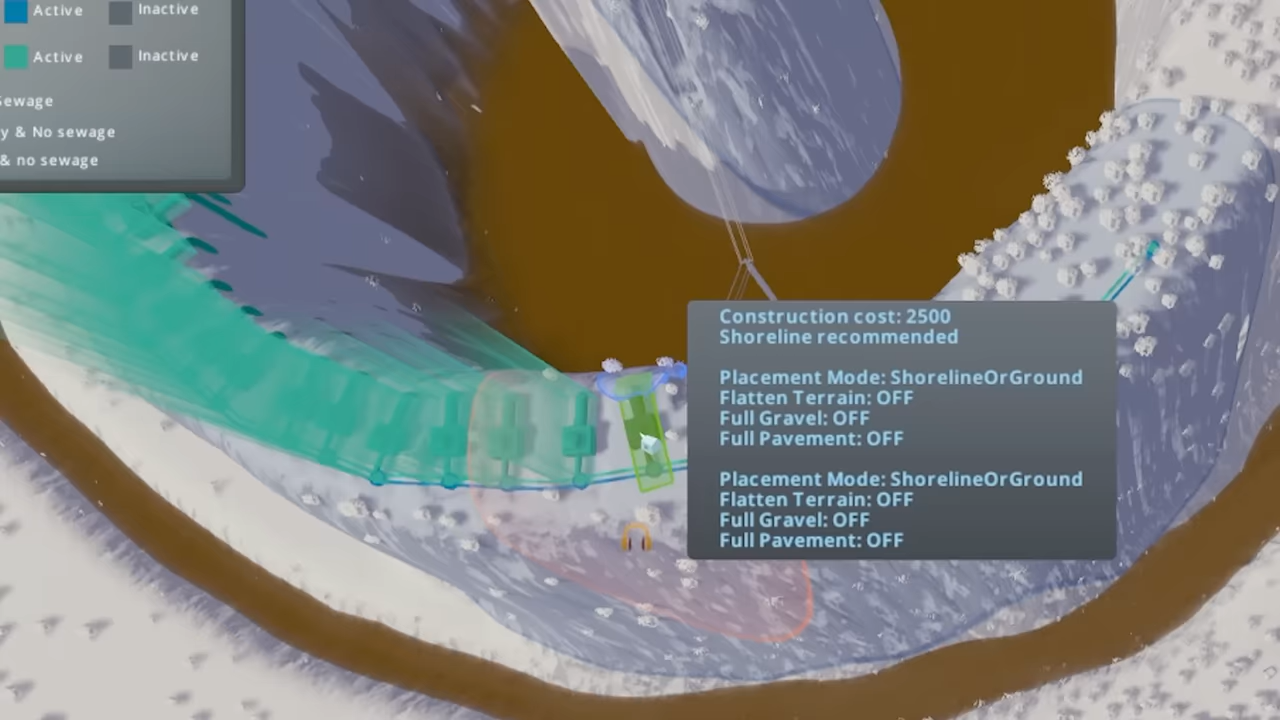 Active Inactive
Active Inactive
Sewage
y & No sewage
& no sewage
Construction cost: 2500
Shoreline recommended
Placement Mode: ShorelineOrGround
Flatten Terrain: OFF
Full Gravel: OFF
Full Pavement: OFF
Placement Mode: ShorelineOrGround
Flatten Terrain: OFF
Full Gravel: OFF
Full Pavement: OFF